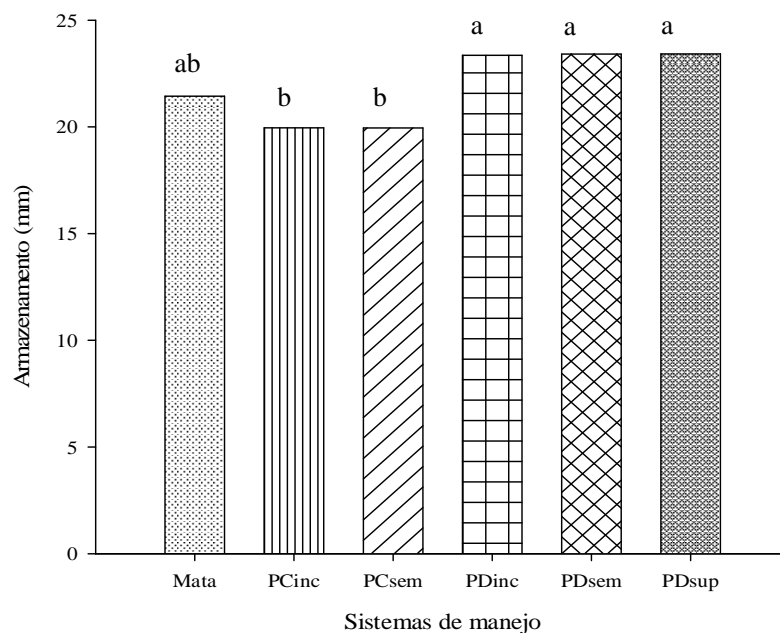 25
a a a
ab
b b
20
15
10
5
0
Armazenamento (mm)
Mata PCinc PCsem PDinc PDsem PDsup
Sistemas de manejo